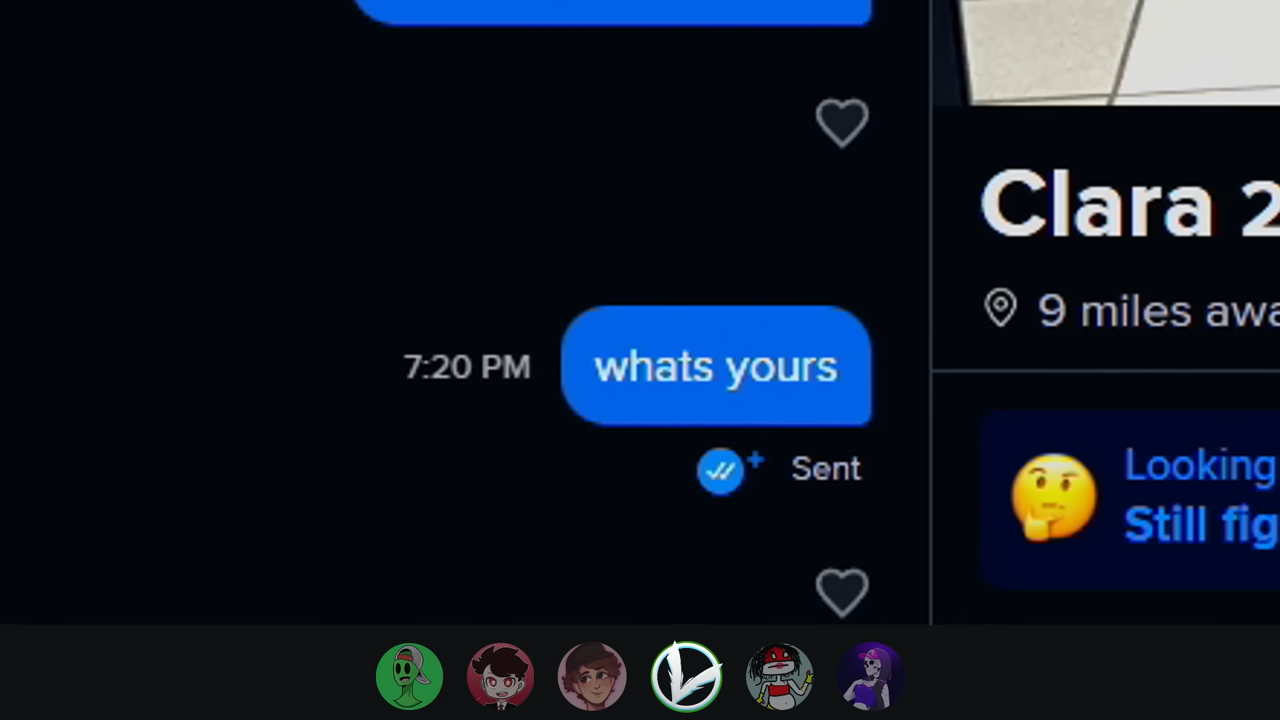 Clara 2
9 miles awa
7:20 PM
whats yours
Sent
Looking
Still fig